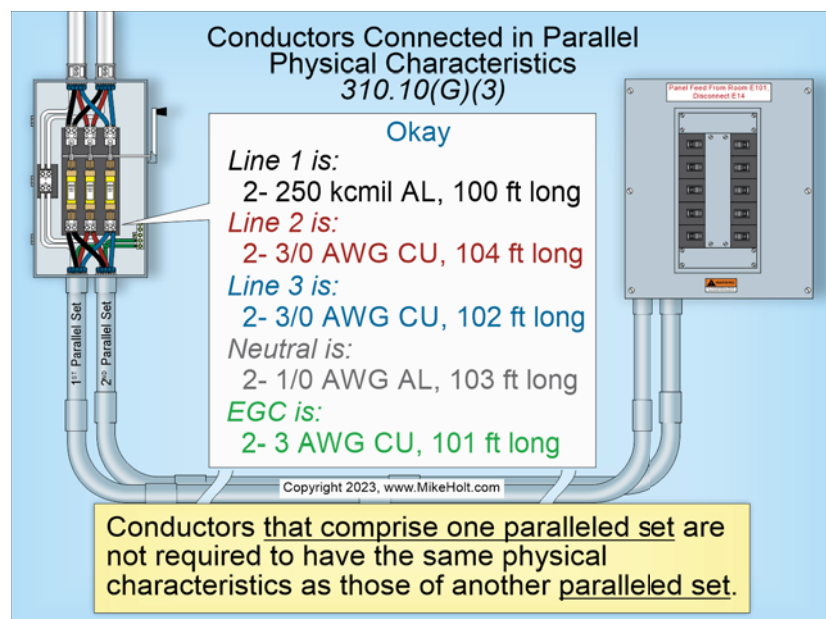 Conductors Connected in Parallel
Physical Characteristics
310.10(G)(3)
Panel Feed From Room E101,
Disconnect E14
Okay
Line 1 is:
2- 250 kcmil AL, 100 ft long
Line 2 is:
2- 3/0 AWG CU, 104 ft long
Line 3 is:
2- 3/0 AWG CU, 102 ft long
Neutral is:
2- 1/0 AWG AL, 103 ft long
EGC is:
2- 3 AWG CU, 101 ft long
1ST Parallel Set
2ND Parallel Set
Copyright 2023, www.MikeHolt.com
Conductors that comprise one paralleled set are
not required to have the same physical
characteristics as those of another paralleled set.